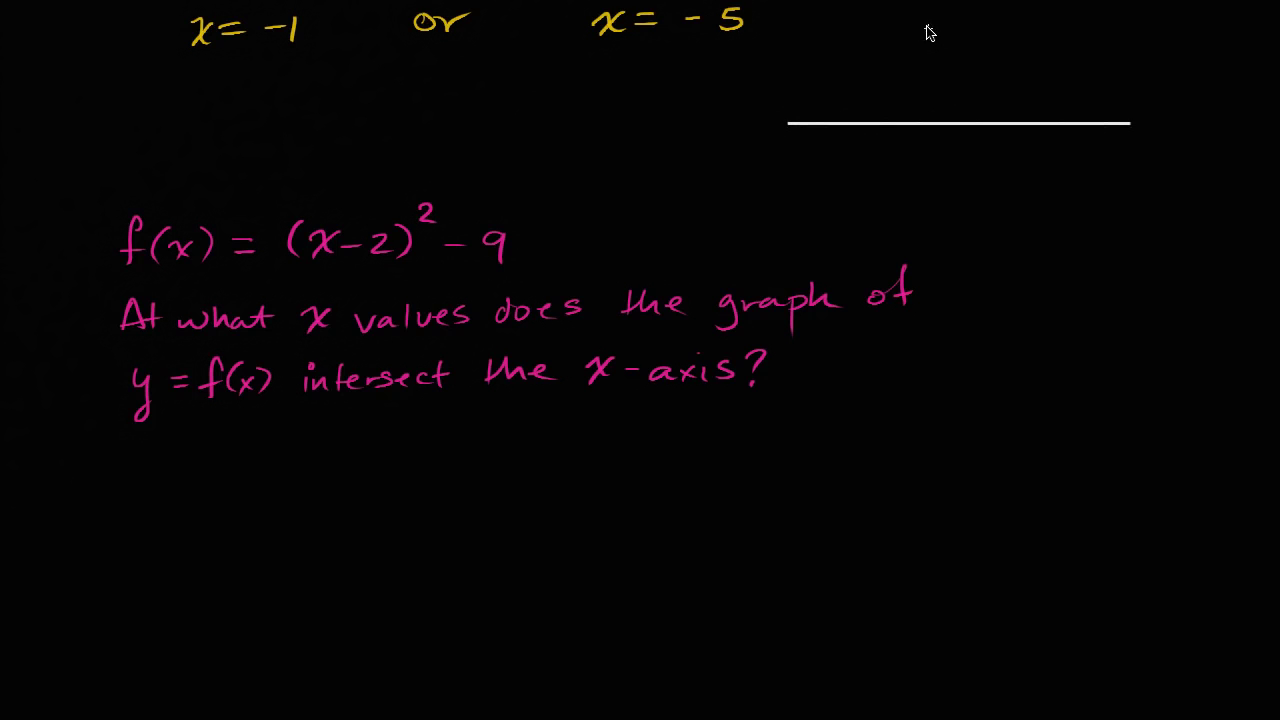 x = -1 or x = -5
f(x) = (x-2)² - 9
At what x values does the graph of
y = f(x) intersect the x-axis?